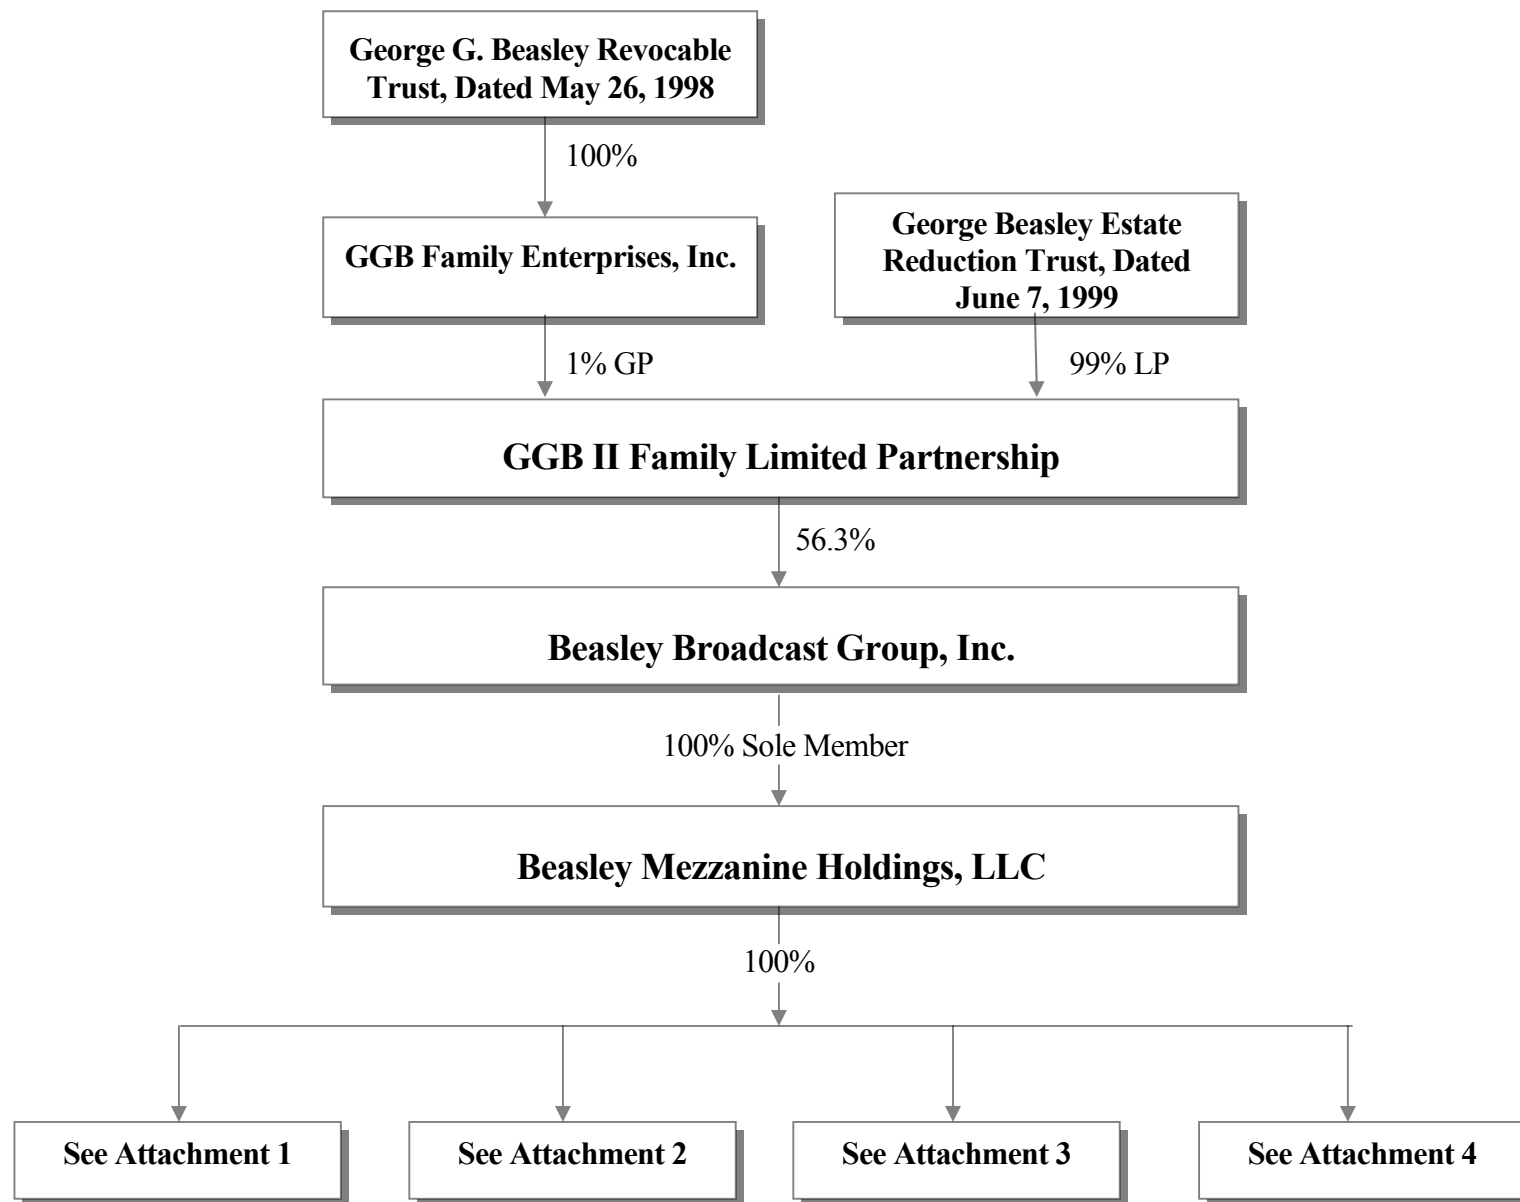 George G. Beasley Revocable
Trust, Dated May 26, 1998
100%
GGB Family Enterprises, Inc.
George Beasley Estate
Reduction Trust, Dated
June 7, 1999
1% GP
99% LP
GGB II Family Limited Partnership
56.3%
Beasley Broadcast Group, Inc.
100% Sole Member
Beasley Mezzanine Holdings, LLC
100%
See Attachment 1
See Attachment 2
See Attachment 3
See Attachment 4